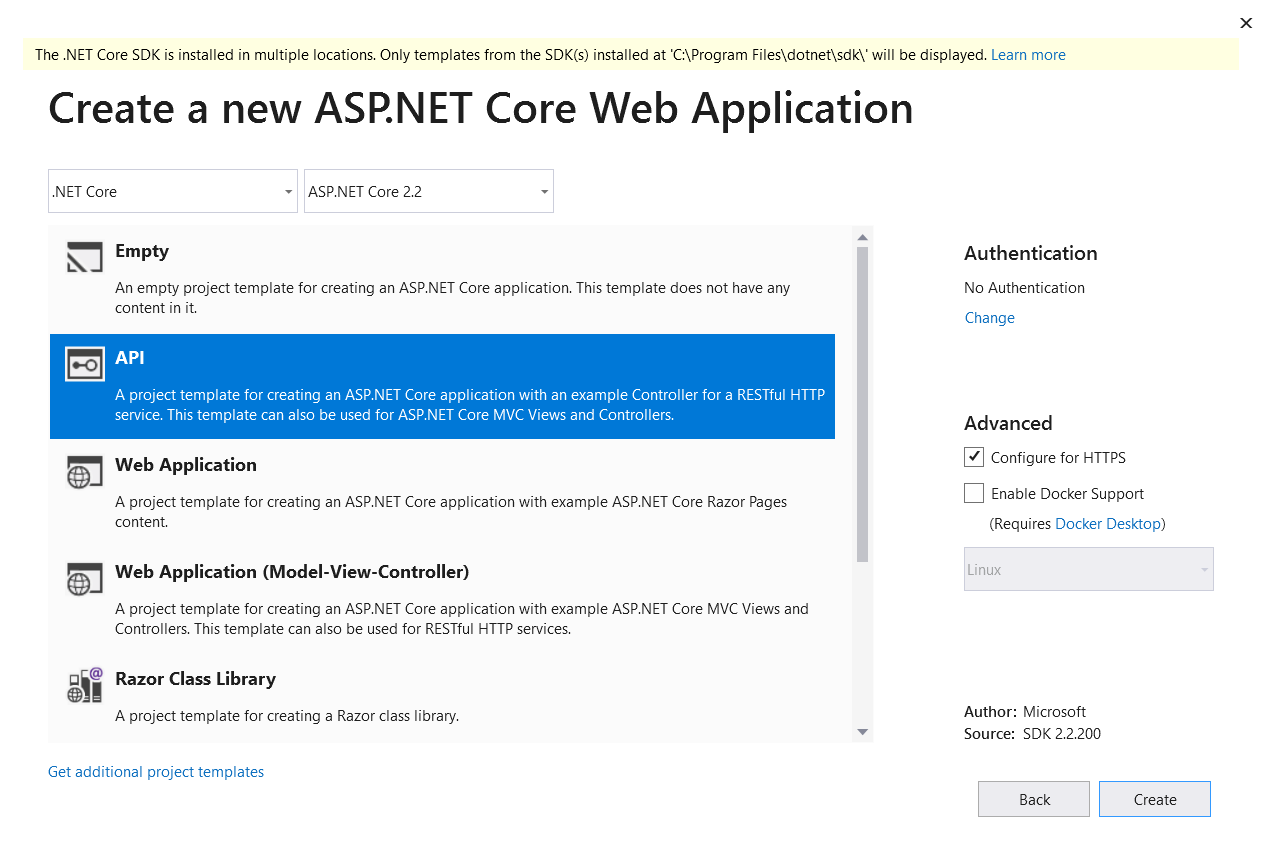 The .NET Core SDK is installed in multiple locations. Only templates from the SDK(s) installed at 'C:\Program Files\dotnet\sdk\' will be displayed. Learn more
Create a new ASP.NET Core Web Application
.NET Core
ASP.NET Core 2.2
Empty
An empty project template for creating an ASP.NET Core application. This template does not have any
content in it.
API
A project template for creating an ASP.NET Core application with an example Controller for a RESTful HTTP
service. This template can also be used for ASP.NET Core MVC Views and Controllers.
Web Application
A project template for creating an ASP.NET Core application with example ASP.NET Core Razor Pages
content.
Web Application (Model-View-Controller)
A project template for creating an ASP.NET Core application with example ASP.NET Core MVC Views and
Controllers. This template can also be used for RESTful HTTP services.
Razor Class Library
A project template for creating a Razor class library.
Get additional project templates
Authentication
No Authentication
Change
Advanced
Configure for HTTPS
Enable Docker Support
(Requires Docker Desktop)
Linux
Author: Microsoft
Source: SDK 2.2.200
Back
Create